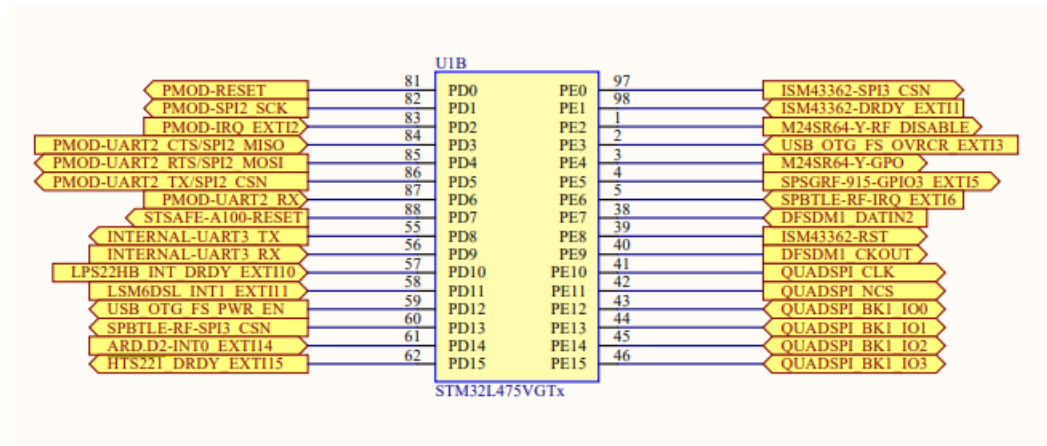 U1B
PMOD-RESET 81 PD0 PE0 97 ISM43362-SPI3_CSN
PMOD-SPI2_SCK 82 PD1 PE1 98 ISM43362-DRDY_EXTI1
PMOD-IRQ_EXTI2 83 PD2 PE2 1 M24SR64-Y-RF_DISABLE
PMOD-UART2_CTS/SPI2_MISO 84 PD3 PE3 2 USB_OTG_FS_OVRCR_EXTI3
PMOD-UART2_RTS/SPI2_MOSI 85 PD4 PE4 3 M24SR64-Y-GPO
PMOD-UART2_TX/SPI2_CSN 86 PD5 PE5 4 SPSGRF-915-GPIO3_EXTI5
PMOD-UART2_RX 87 PD6 PE6 5 SPBTLE-RF-IRQ_EXTI6
STSAFE-A100-RESET 88 PD7 PE7 38 DFSDM1_DATIN2
INTERNAL-UART3_TX 55 PD8 PE8 39 ISM43362-RST
INTERNAL-UART3_RX 56 PD9 PE9 40 DFSDM1_CKOUT
LPS22HB_INT_DRDY_EXTI10 57 PD10 PE10 41 QUADSPI_CLK
LSM6DSL_INT1_EXTI11 58 PD11 PE11 42 QUADSPI_NCS
USB_OTG_FS_PWR_EN 59 PD12 PE12 43 QUADSPI_BK1_IO0
SPBTLE-RF-SPI3_CSN 60 PD13 PE13 44 QUADSPI_BK1_IO1
ARD.D2-INT0_EXTI14 61 PD14 PE14 45 QUADSPI_BK1_IO2
HTS221_DRDY_EXTI15 62 PD15 PE15 46 QUADSPI_BK1_IO3
STM32L475VGTx